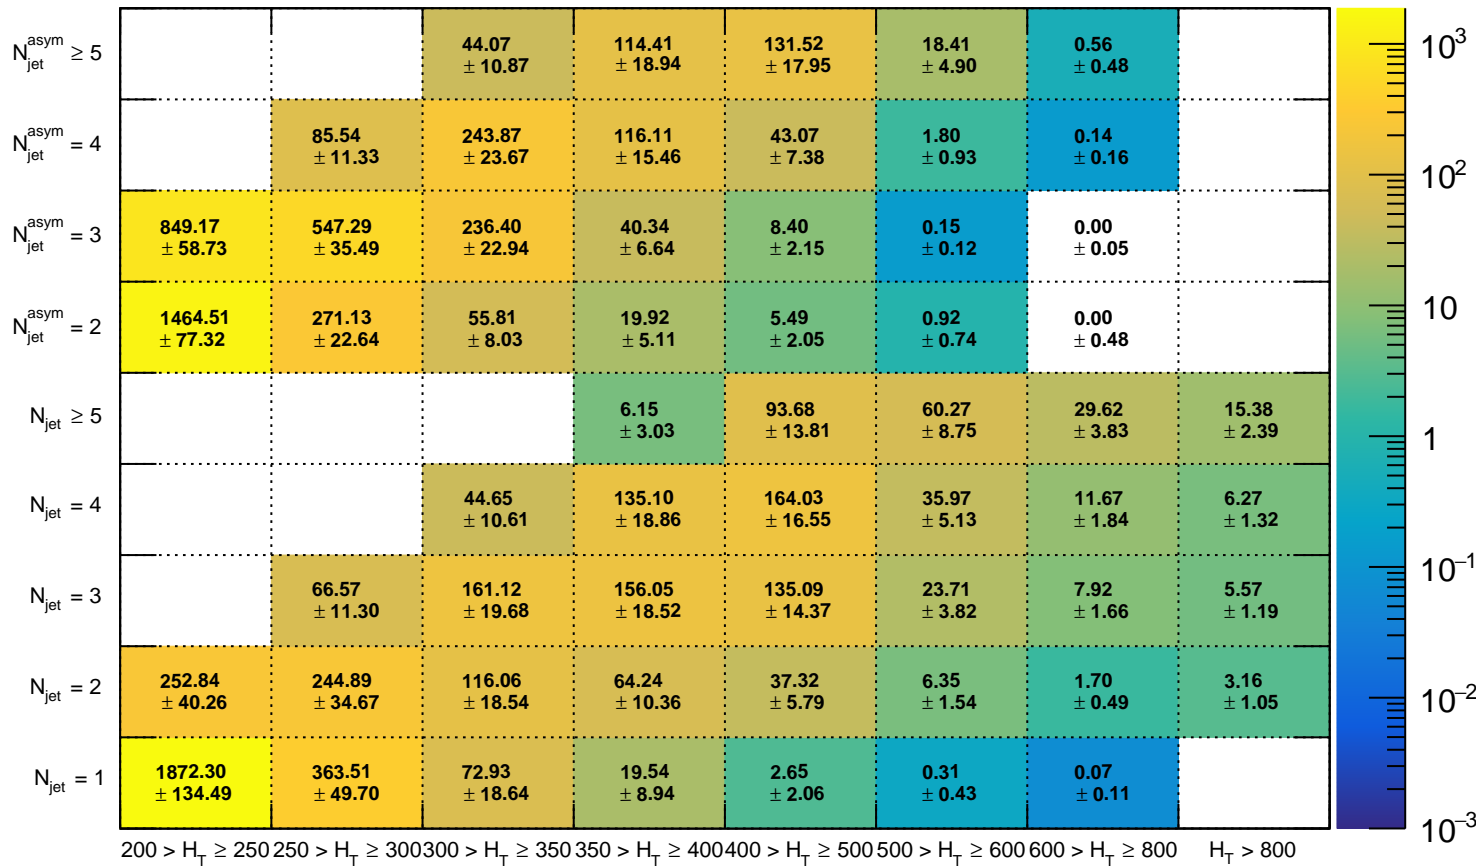 N_jet^asym ≥ 5
44.07 114.41 131.52 18.41 0.56
± 10.87 ± 18.94 ± 17.95 ± 4.90 ± 0.48
N_jet^asym = 4
85.54 243.87 116.11 43.07 1.80 0.14
± 11.33 ± 23.67 ± 15.46 ± 7.38 ± 0.93 ± 0.16
N_jet^asym = 3
849.17 547.29 236.40 40.34 8.40 0.15 0.00
± 58.73 ± 35.49 ± 22.94 ± 6.64 ± 2.15 ± 0.12 ± 0.05
N_jet^asym = 2
1464.51 271.13 55.81 19.92 5.49 0.92 0.00
± 77.32 ± 22.64 ± 8.03 ± 5.11 ± 2.05 ± 0.74 ± 0.48
N_jet ≥ 5
6.15 93.68 60.27 29.62 15.38
± 3.03 ± 13.81 ± 8.75 ± 3.83 ± 2.39
N_jet = 4
44.65 135.10 164.03 35.97 11.67 6.27
± 10.61 ± 18.86 ± 16.55 ± 5.13 ± 1.84 ± 1.32
N_jet = 3
66.57 161.12 156.05 135.09 23.71 7.92 5.57
± 11.30 ± 19.68 ± 18.52 ± 14.37 ± 3.82 ± 1.66 ± 1.19
N_jet = 2
252.84 244.89 116.06 64.24 37.32 6.35 1.70 3.16
± 40.26 ± 34.67 ± 18.54 ± 10.36 ± 5.79 ± 1.54 ± 0.49 ± 1.05
N_jet = 1
1872.30 363.51 72.93 19.54 2.65 0.31 0.07
± 134.49 ± 49.70 ± 18.64 ± 8.94 ± 2.06 ± 0.43 ± 0.11
200 > H_T ≥ 250 250 > H_T ≥ 300 300 > H_T ≥ 350 350 > H_T ≥ 400 400 > H_T ≥ 500 500 > H_T ≥ 600 600 > H_T ≥ 800 H_T > 800
10^3
10^2
10
1
10^−1
10^−2
10^−3